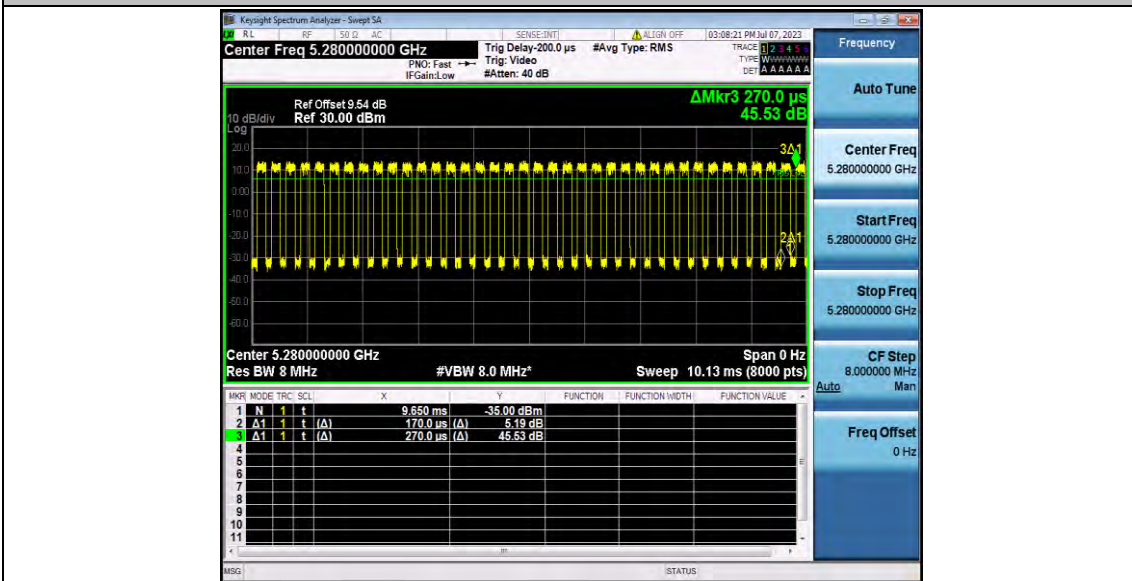 Keysight Spectrum Analyzer - Swept SA
RL RF 50 Ω AC SENSE:INT ALIGN OFF 03:08:21 PM Jul 07, 2023
Center Freq 5.280000000 GHz
PNO: Fast
IFGain:Low
Trig Delay-200.0 µs
Trig: Video
#Atten: 40 dB
#Avg Type: RMS
TRACE 1 2 3 4 5 6
TYPE WWWWWW
DET A A A A A A
Frequency
ΔMkr3 270.0 µs
45.53 dB
Ref Offset 9.54 dB
10 dB/div Ref 30.00 dBm
Log
20.0
10.0
0.00
-10.0
-20.0
-30.0
-40.0
-50.0
-60.0
3Δ1
2Δ1
Center 5.280000000 GHz Span 0 Hz
Res BW 8 MHz #VBW 8.0 MHz* Sweep 10.13 ms (8000 pts)
MKR MODE TRC SCL X Y FUNCTION FUNCTION WIDTH FUNCTION VALUE
1 N 1 t 9.650 ms -35.00 dBm
2 Δ1 1 t (Δ) 170.0 µs (Δ) 5.19 dB
3 Δ1 1 t (Δ) 270.0 µs (Δ) 45.53 dB
4
5
6
7
8
9
10
11
MSG STATUS
Auto Tune
Center Freq
5.280000000 GHz
Start Freq
5.280000000 GHz
Stop Freq
5.280000000 GHz
CF Step
8.000000 MHz
Auto Man
Freq Offset
0 Hz